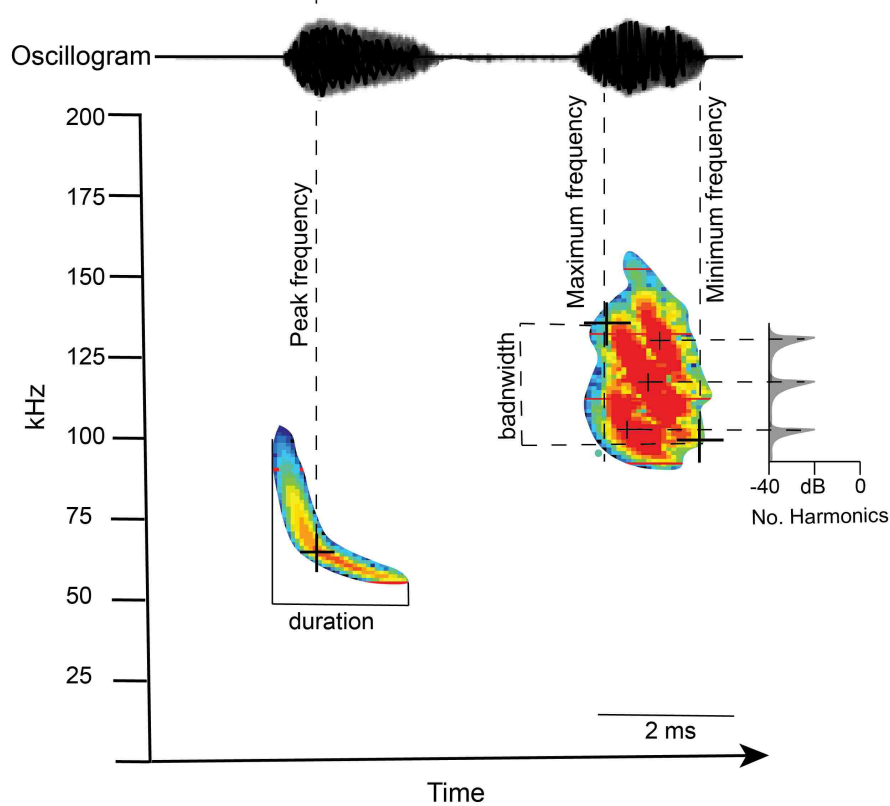 Oscillogram
200
175
150
125
100
75
50
25
kHz
Peak frequency
Maximum frequency
Minimum frequency
badnwidth
duration
-40 dB 0
No. Harmonics
2 ms
Time